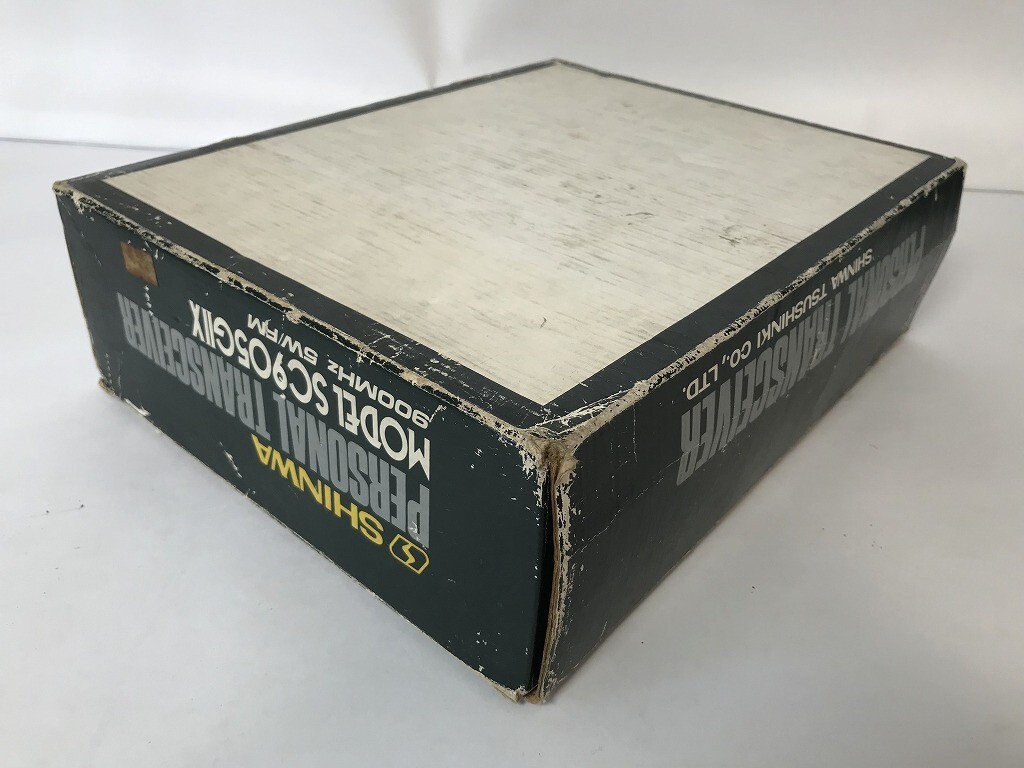 SHINWA
PERSONAL TRANSCEIVER
MODEL SC905GIIX
900MHz 5W/FM
PERSONAL TRANSCEIVER
SHINWA TSUSHINKI CO., LTD.